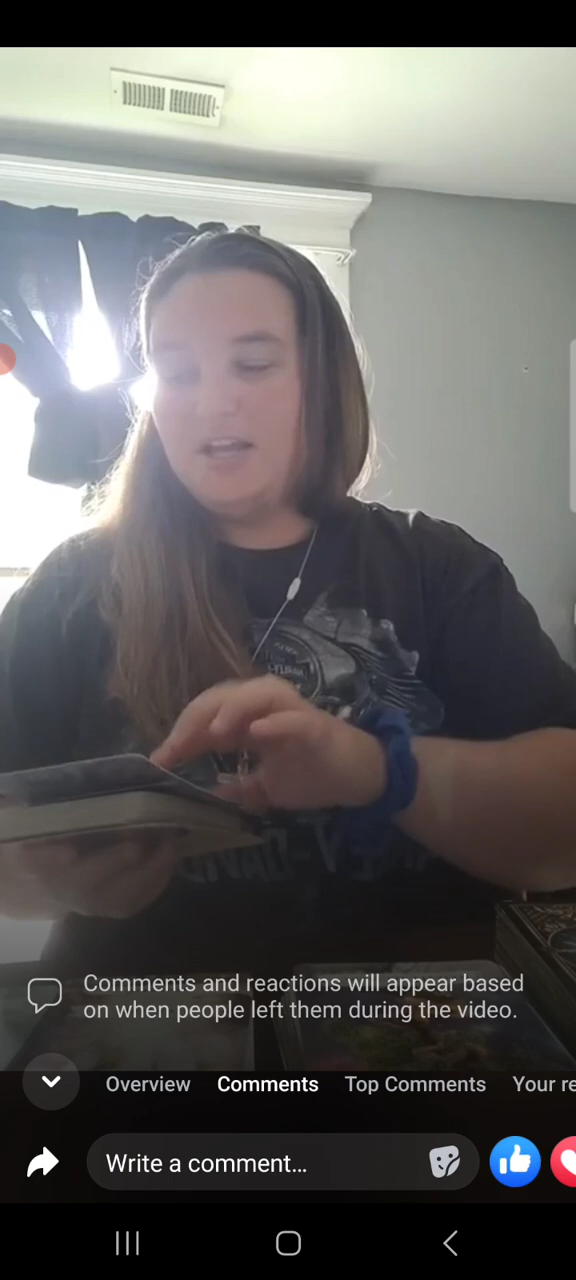 Comments and reactions will appear based
on when people left them during the video.
Overview Comments Top Comments Your re
Write a comment...